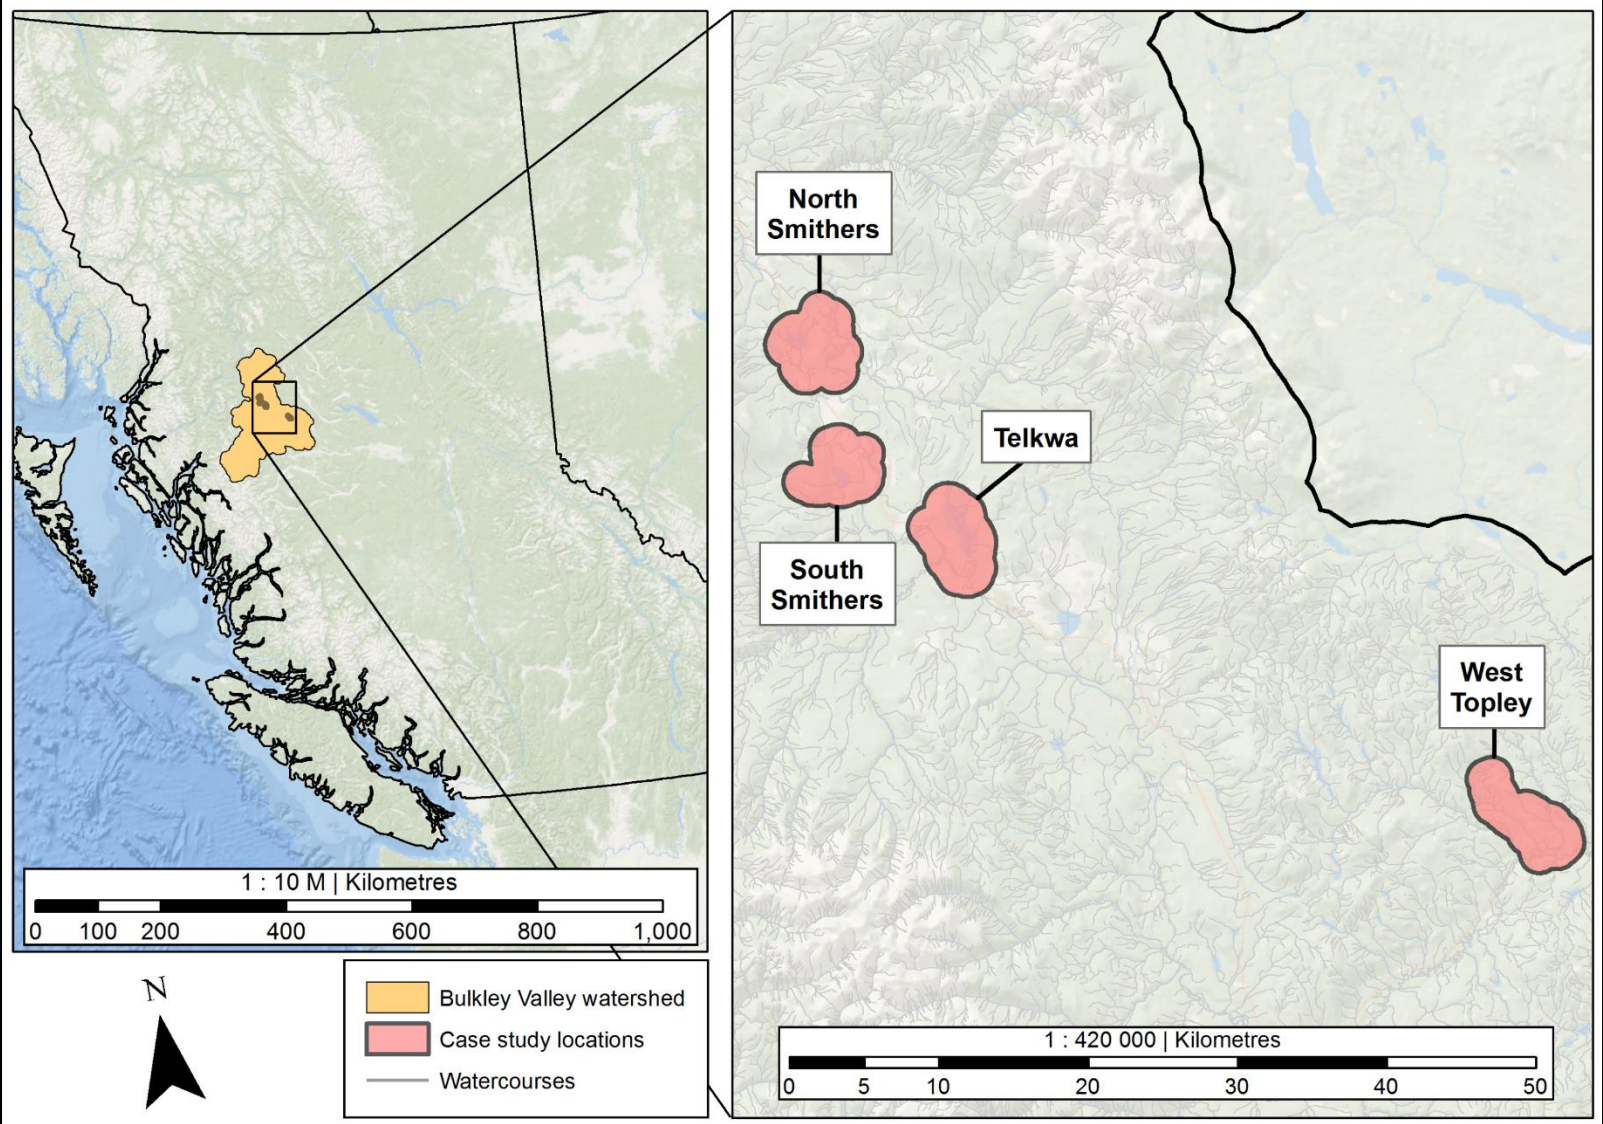 North
Smithers
Telkwa
South
Smithers
West
Topley
1 : 10 M | Kilometres
0 100 200 400 600 800 1,000
N
Bulkley Valley watershed
Case study locations
Watercourses
1 : 420 000 | Kilometres
0 5 10 20 30 40 50